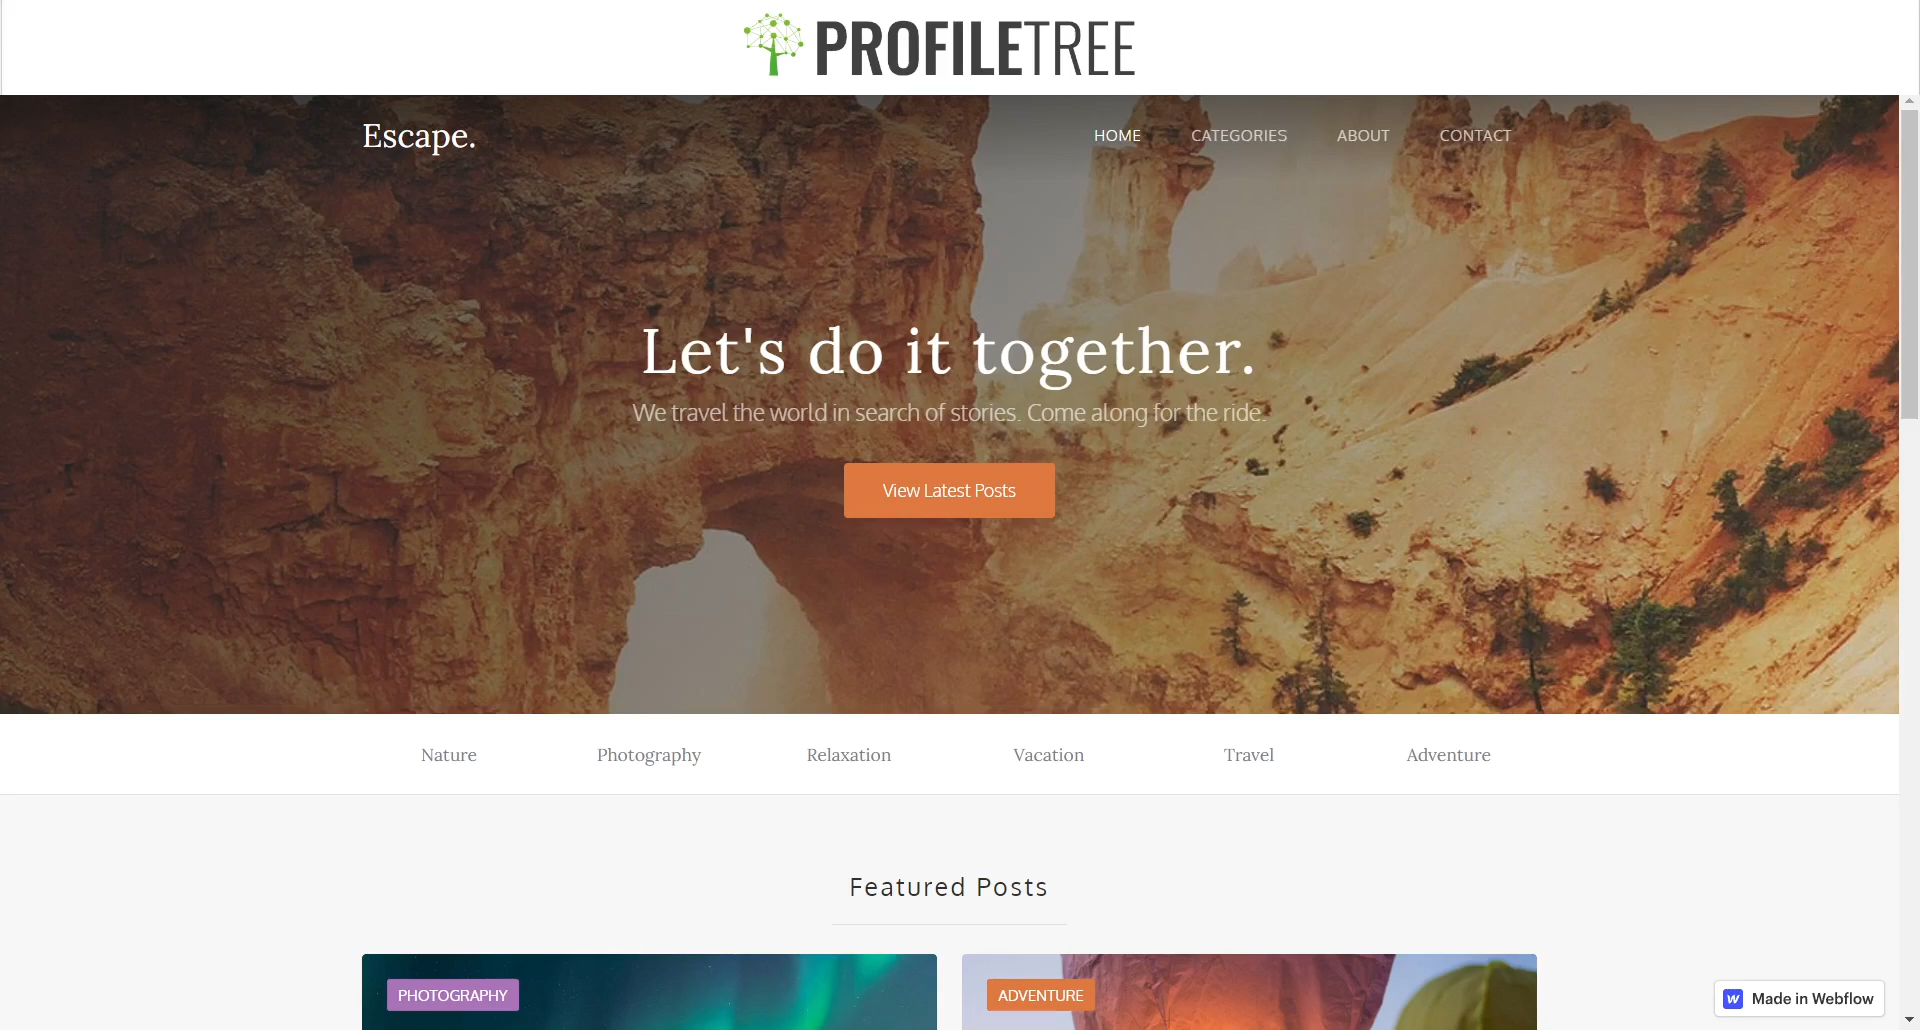 PROFILETREE
Escape.
HOME CATEGORIES ABOUT CONTACT
Let's do it together.
We travel the world in search of stories. Come along for the ride.
View Latest Posts
Nature Photography Relaxation Vacation Travel Adventure
Featured Posts
PHOTOGRAPHY
ADVENTURE
Made in Webflow